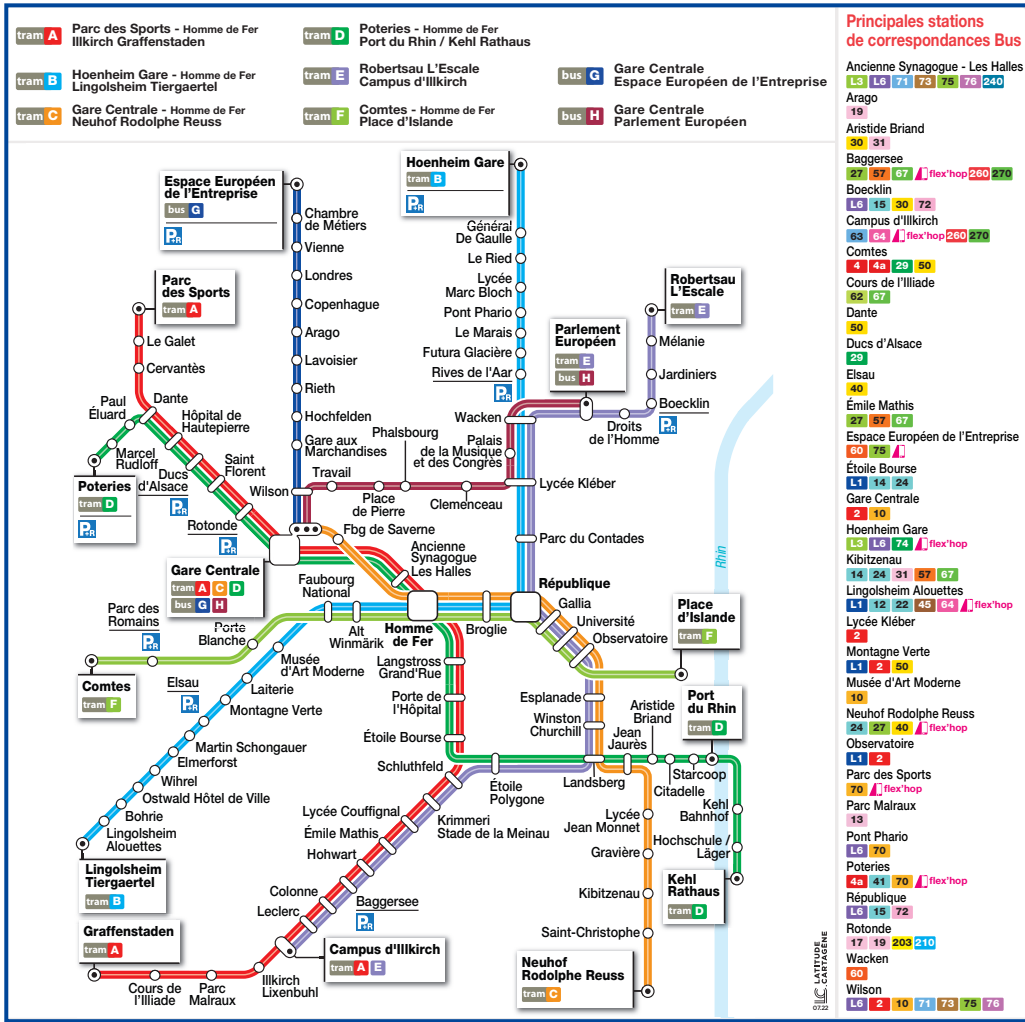 tram A Parc des Sports - Homme de Fer
Illkirch Graffenstaden
tram B Hoenheim Gare - Homme de Fer
Lingolsheim Tiergaertel
tram C Gare Centrale - Homme de Fer
Neuhof Rodolphe Reuss
tram D Poteries - Homme de Fer
Port du Rhin / Kehl Rathaus
tram E Robertsau L'Escale
Campus d'Illkirch
tram F Comtes - Homme de Fer
Place d'Islande
bus G Gare Centrale
Espace Européen de l'Entreprise
bus H Gare Centrale
Parlement Européen
Espace Européen
de l'Entreprise
bus G
P+R
Chambre
de Métiers
Vienne
Londres
Copenhague
Arago
Lavoisier
Rieth
Hochfelden
Gare aux
Marchandises
Wilson
Hoenheim Gare
tram B
P+R
Général
De Gaulle
Le Ried
Lycée
Marc Bloch
Pont Phario
Le Marais
Futura Glacière
Rives de l'Aar
P+R
Wacken
Palais
de la Musique
et des Congrès
Lycée Kléber
Parc du Contades
Parlement
Européen
tram E
bus H
Robertsau
L'Escale
tram E
Mélanie
Jardiniers
Boecklin
P+R
Droits
de l'Homme
Parc
des Sports
tram A
Le Galet
Cervantès
Dante
Paul
Éluard
Marcel
Rudloff
Poteries
tram D
P+R
Hôpital de
Hautepierre
Ducs
d'Alsace
P+R
Saint
Florent
Rotonde
P+R
Travail
Phalsbourg
Place
de Pierre
Clemenceau
Fbg de Saverne
Gare Centrale
tram A C D
bus G H
Ancienne
Synagogue
Les Halles
Faubourg
National
Alt
Winmärik
Homme
de Fer
Broglie
République
Gallia
Université
Observatoire
Place
d'Islande
tram F
Rhin
Parc des
Romains
P+R
Porte
Blanche
Comtes
tram F
Elsau
P+R
Musée
d'Art Moderne
Laiterie
Montagne Verte
Martin Schongauer
Elmerforst
Wihrel
Ostwald Hôtel de Ville
Bohrie
Lingolsheim
Alouettes
Lingolsheim
Tiergaertel
tram B
Langstross
Grand'Rue
Porte de
l'Hôpital
Étoile Bourse
Schluthfeld
Étoile
Polygone
Krimmeri
Stade de la Meinau
Lycée Couffignal
Émile Mathis
Hohwart
Colonne
Leclerc
Baggersee
P+R
Campus d'Illkirch
tram A E
Illkirch
Lixenbuhl
Parc
Malraux
Cours de
l'Illiade
Graffenstaden
tram A
Esplanade
Winston
Churchill
Landsberg
Jean
Jaurès
Aristide
Briand
Citadelle
Starcoop
Port
du Rhin
tram D
Kehl
Bahnhof
Hochschule /
Läger
Kehl
Rathaus
tram D
Lycée
Jean Monnet
Gravière
Kibitzenau
Saint-Christophe
Neuhof
Rodolphe Reuss
tram C
LATITUDE
CARTAGÈNE
07.22
Principales stations
de correspondances Bus
Ancienne Synagogue - Les Halles
L3 L6 71 73 75 76 240
Arago
19
Aristide Briand
30 31
Baggersee
27 57 67 flex'hop 260 270
Boecklin
L6 15 30 72
Campus d'Illkirch
63 64 flex'hop 260 270
Comtes
4 4a 29 50
Cours de l'Illiade
62 67
Dante
50
Ducs d'Alsace
29
Elsau
40
Émile Mathis
27 57 67
Espace Européen de l'Entreprise
60 75
Étoile Bourse
L1 14 24
Gare Centrale
2 10
Hoenheim Gare
L3 L6 74 flex'hop
Kibitzenau
14 24 31 57 67
Lingolsheim Alouettes
L1 12 22 45 64 flex'hop
Lycée Kléber
2
Montagne Verte
L1 2 50
Musée d'Art Moderne
10
Neuhof Rodolphe Reuss
24 27 40 flex'hop
Observatoire
L1 2
Parc des Sports
70 flex'hop
Parc Malraux
13
Pont Phario
L6 70
Poteries
4a 41 70 flex'hop
République
L6 15 72
Rotonde
17 19 203 210
Wacken
60
Wilson
L6 2 10 71 73 75 76